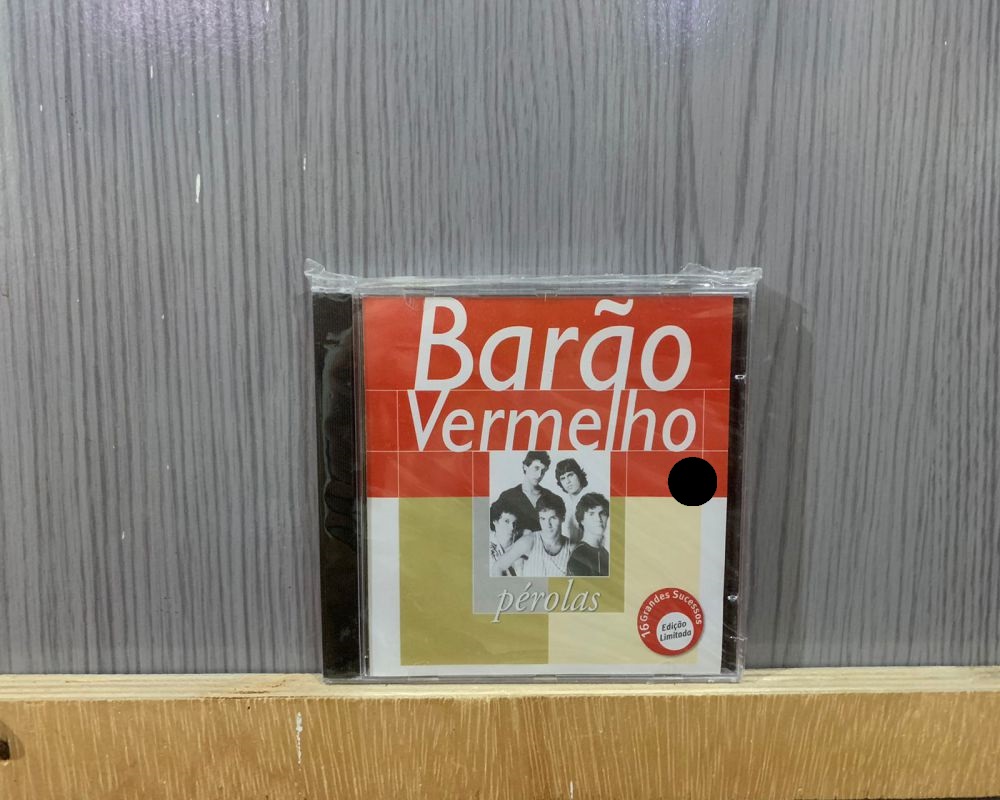 Barão
Vermelho
pérolas
16 Grandes Sucessos
Edição
Limitada